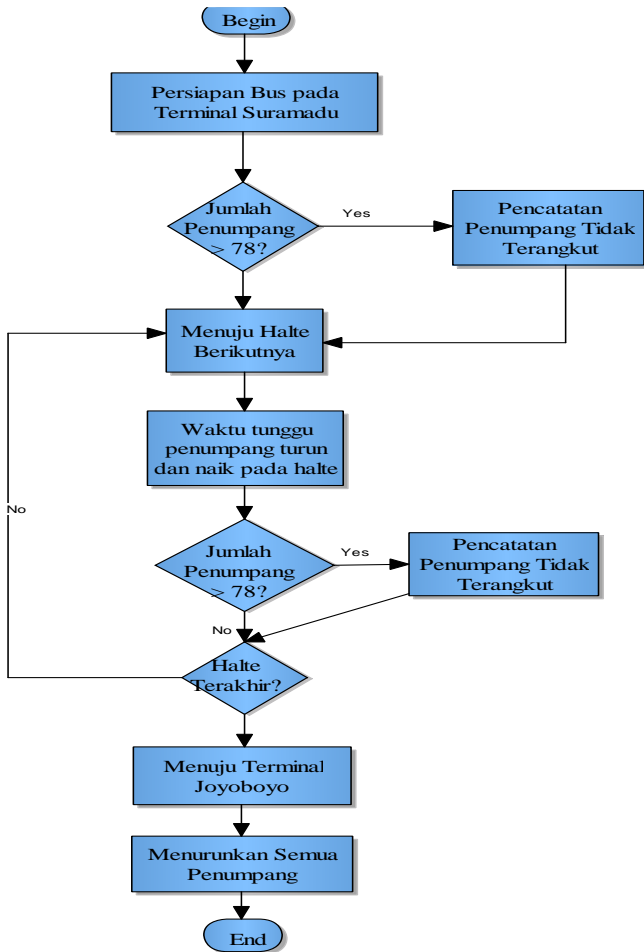 Begin
Persiapan Bus pada
Terminal Suramadu
Jumlah
Penumpang
> 78?
Yes
Pencatatan
Penumpang Tidak
Terangkut
Menuju Halte
Berikutnya
Waktu tunggu
penumpang turun
dan naik pada halte
No
Jumlah
Penumpang
> 78?
Yes
Pencatatan
Penumpang Tidak
Terangkut
No
Halte
Terakhir?
Menuju Terminal
Joyoboyo
Menurunkan Semua
Penumpang
End